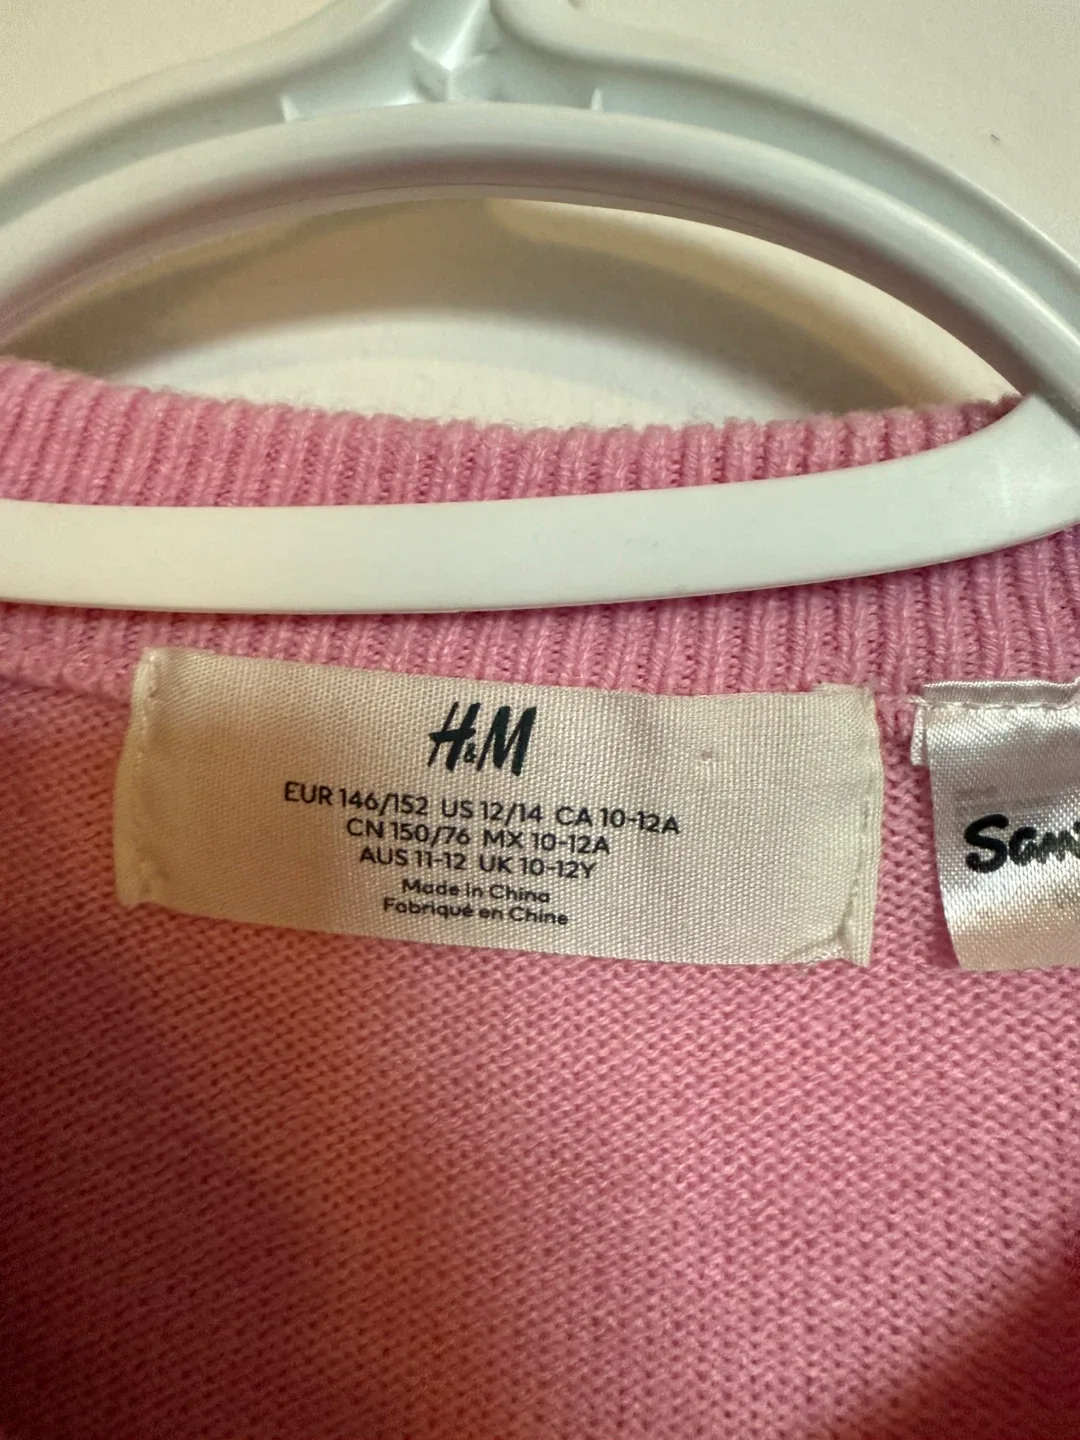 H&M
EUR 146/152 US 12/14 CA 10-12A
CN 150/76 MX 10-12A
AUS 11-12 UK 10-12Y
Made in China
Fabriqué en Chine